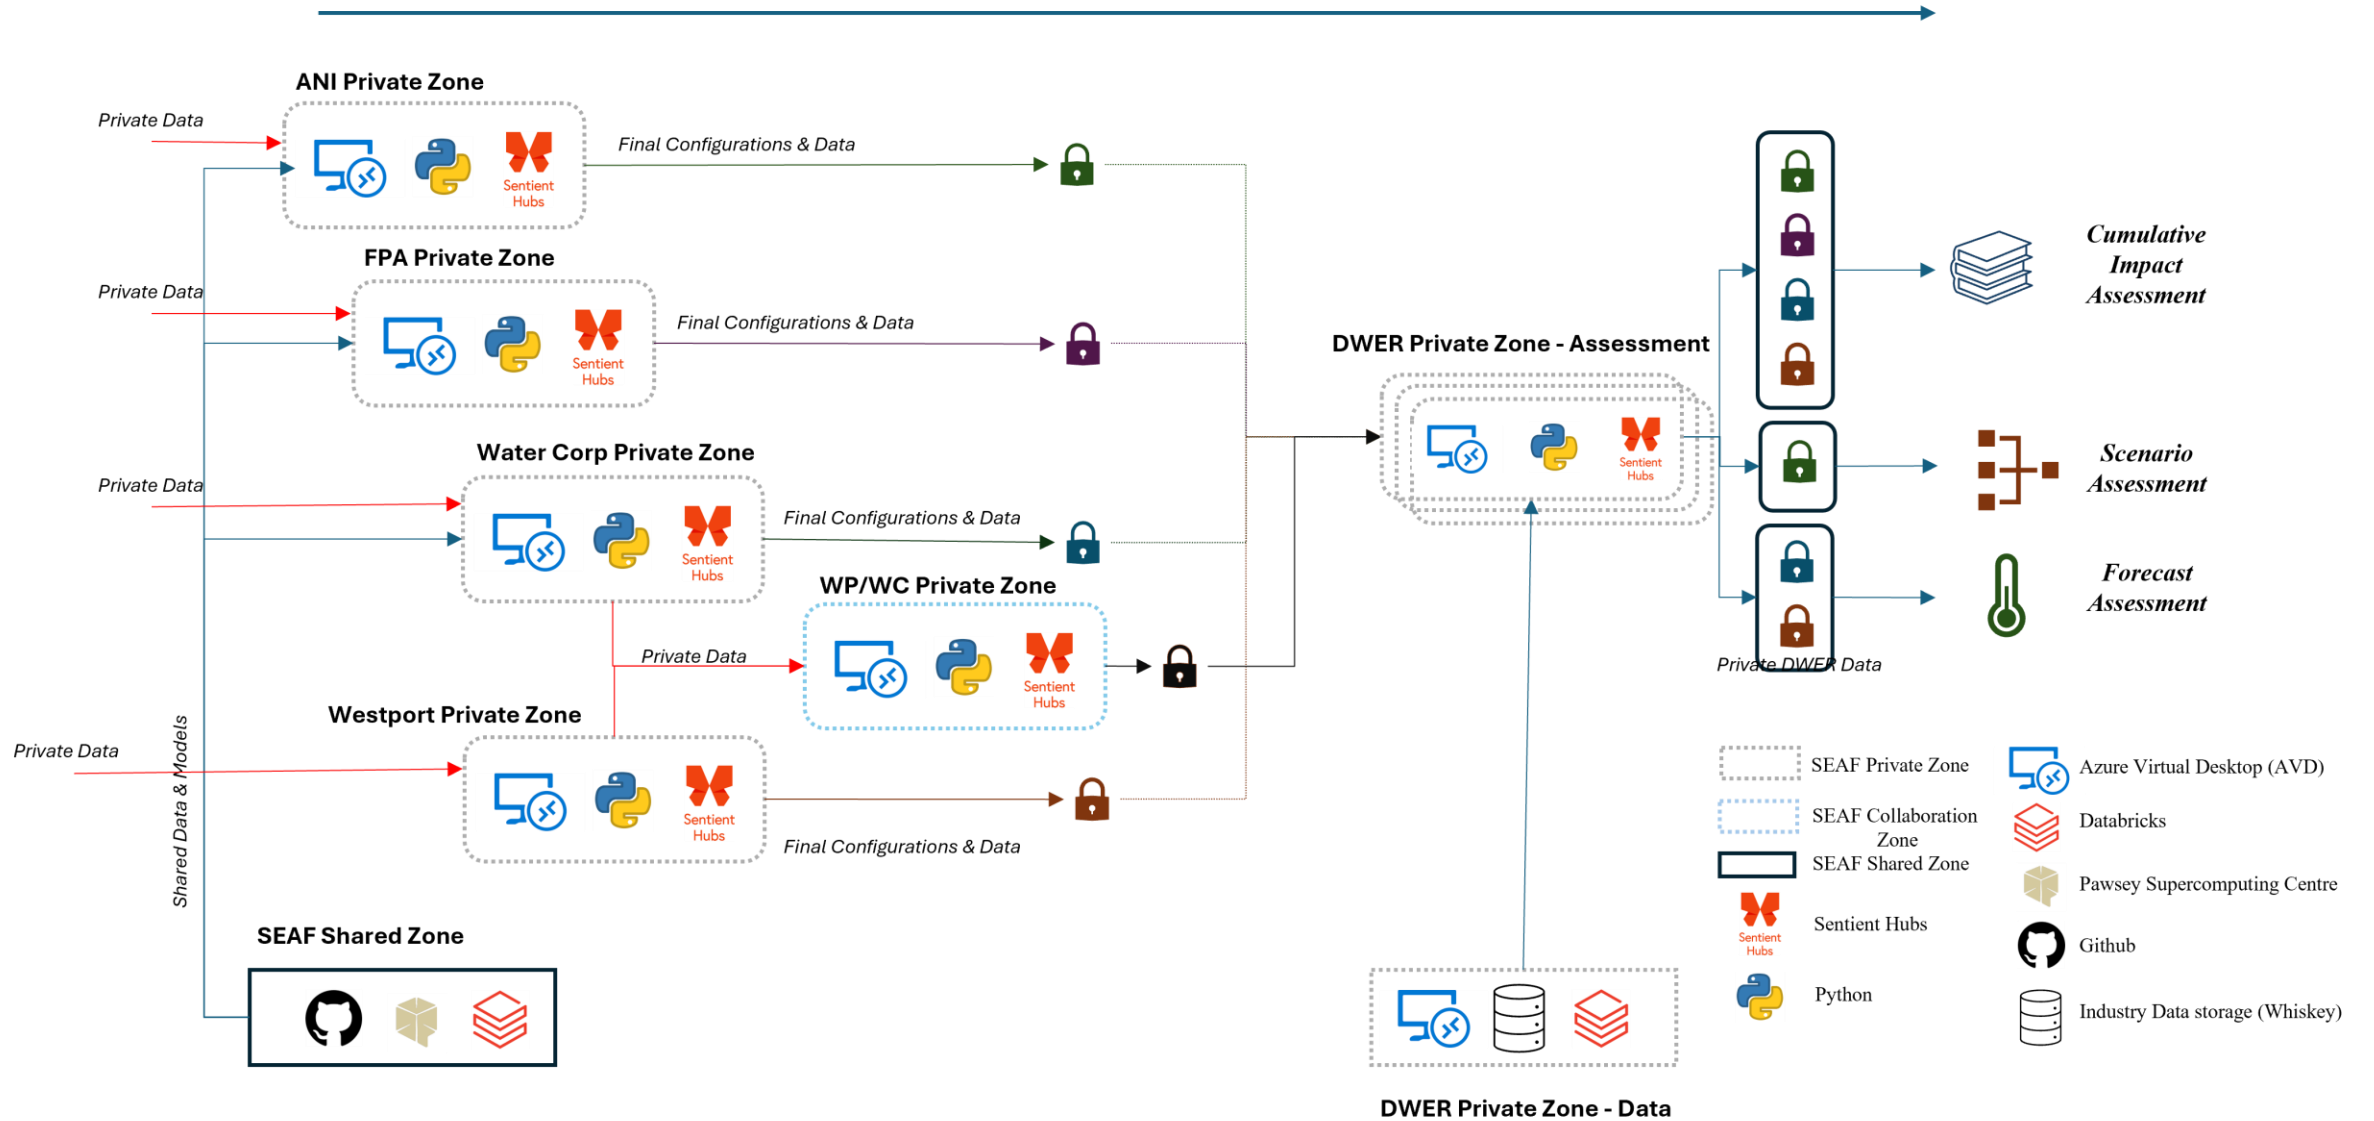 ANI Private Zone
Private Data
Sentient
Hubs
Final Configurations & Data
FPA Private Zone
Private Data
Sentient
Hubs
Final Configurations & Data
Water Corp Private Zone
Private Data
Sentient
Hubs
Final Configurations & Data
WP/WC Private Zone
Private Data
Sentient
Hubs
Westport Private Zone
Private Data
Sentient
Hubs
Final Configurations & Data
Shared Data & Models
SEAF Shared Zone
DWER Private Zone - Assessment
Sentient
Hubs
DWER Private Zone - Data
Cumulative
Impact
Assessment
Scenario
Assessment
Forecast
Assessment
Private DWER Data
SEAF Private Zone
SEAF Collaboration
Zone
SEAF Shared Zone
Sentient
Hubs
Sentient Hubs
Python
Azure Virtual Desktop (AVD)
Databricks
Pawsey Supercomputing Centre
Github
Industry Data storage (Whiskey)